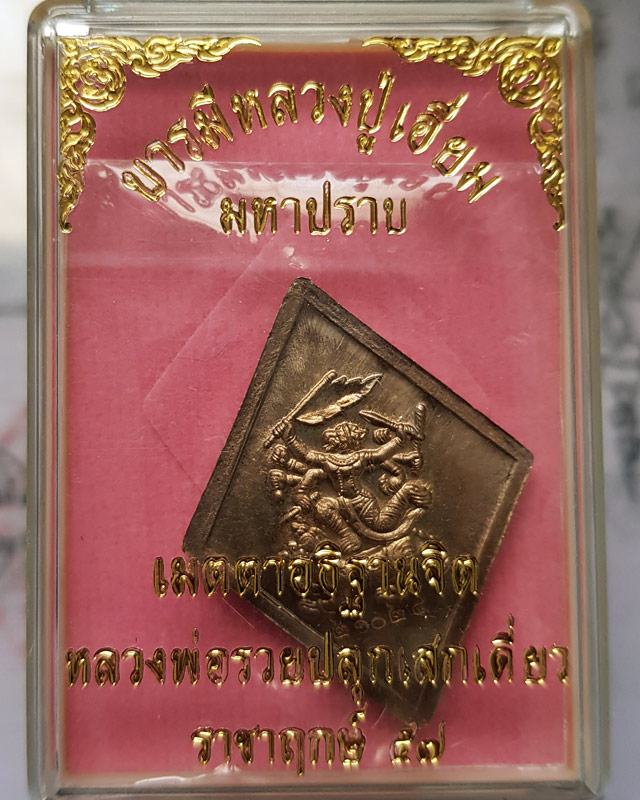 บารมีหลวงปู่เอี่ยม
มหาปราบ
เมตตาอธิฐานจิต
หลวงพ่อรวยปลุกเสกเดี่ยว
ราชาฤกษ์ ๕๗